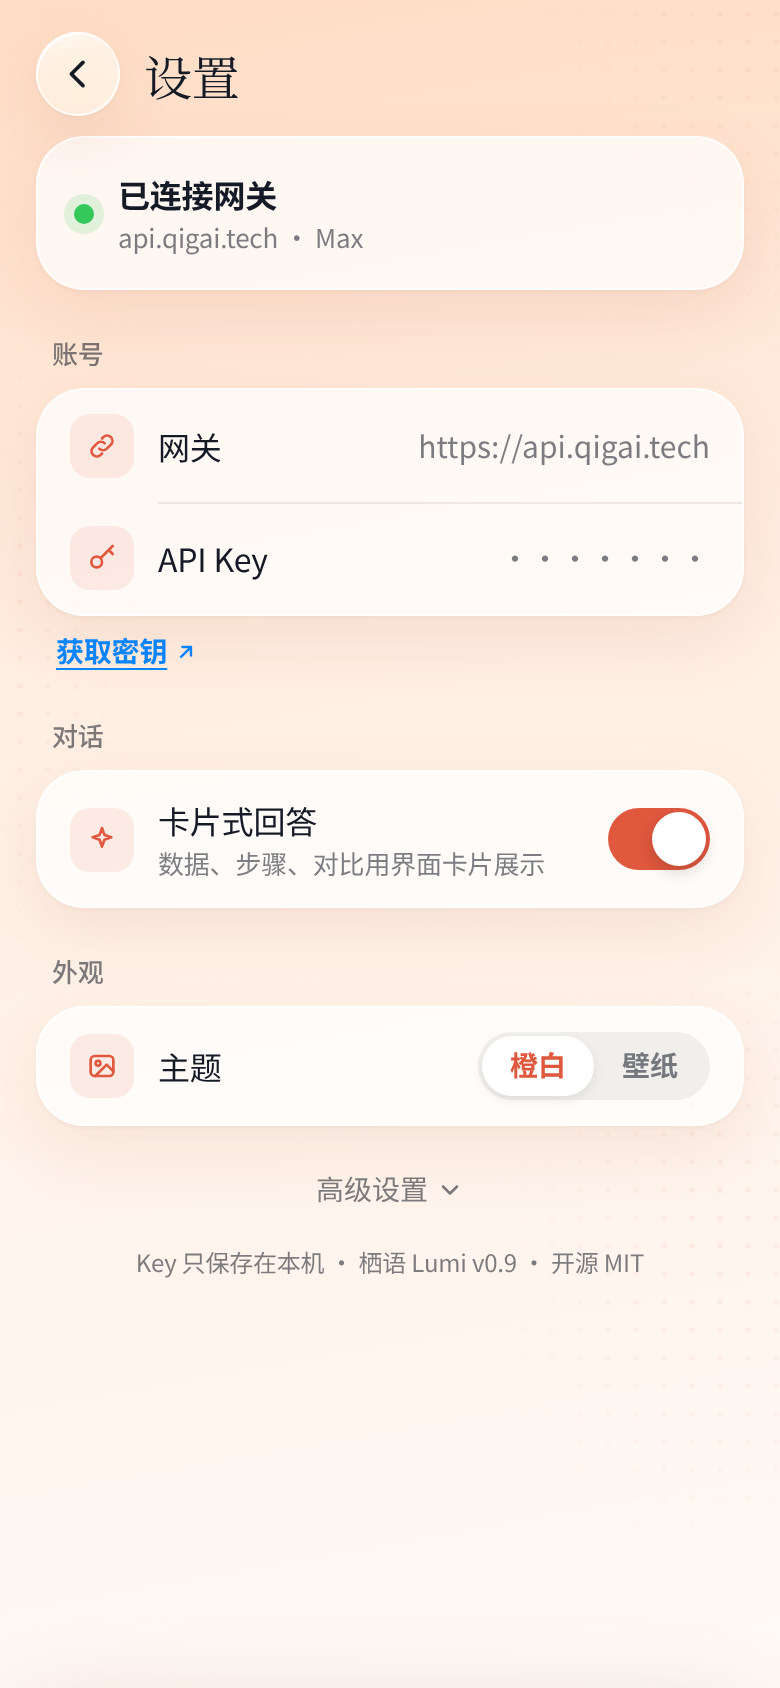 设置
已连接网关
api.qigai.tech · Max
账号
网关 https://api.qigai.tech
API Key ·······
获取密钥
对话
卡片式回答
数据、步骤、对比用界面卡片展示
外观
主题 橙白 壁纸
高级设置
Key 只保存在本机 · 栖语 Lumi v0.9 · 开源 MIT